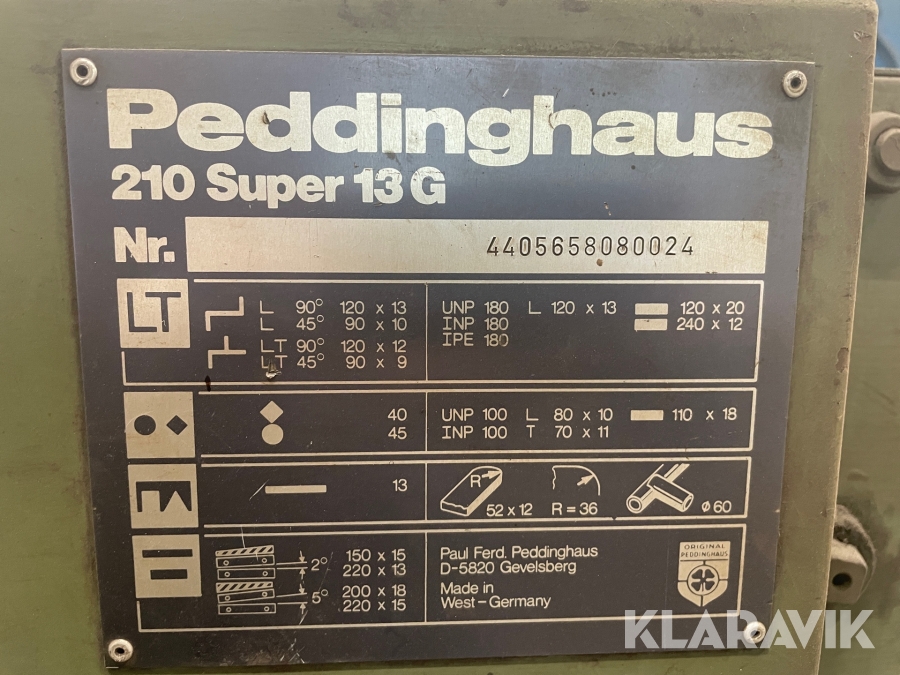 Peddinghaus
210 Super 13 G
Nr. 4405658080024
LT
L 90° 120 x 13 UNP 180 L 120 x 13 120 x 20
L 45° 90 x 10 INP 180 240 x 12
LT 90° 120 x 12 IPE 180
LT 45° 90 x 9
40 UNP 100 L 80 x 10 110 x 18
45 INP 100 T 70 x 11
13 R 52 x 12 R = 36 ø 60
2° 150 x 15
220 x 13
5° 200 x 18
220 x 15
Paul Ferd. Peddinghaus
D-5820 Gevelsberg
Made in
West-Germany
ORIGINAL
PEDDINGHAUS
KLARAVIK